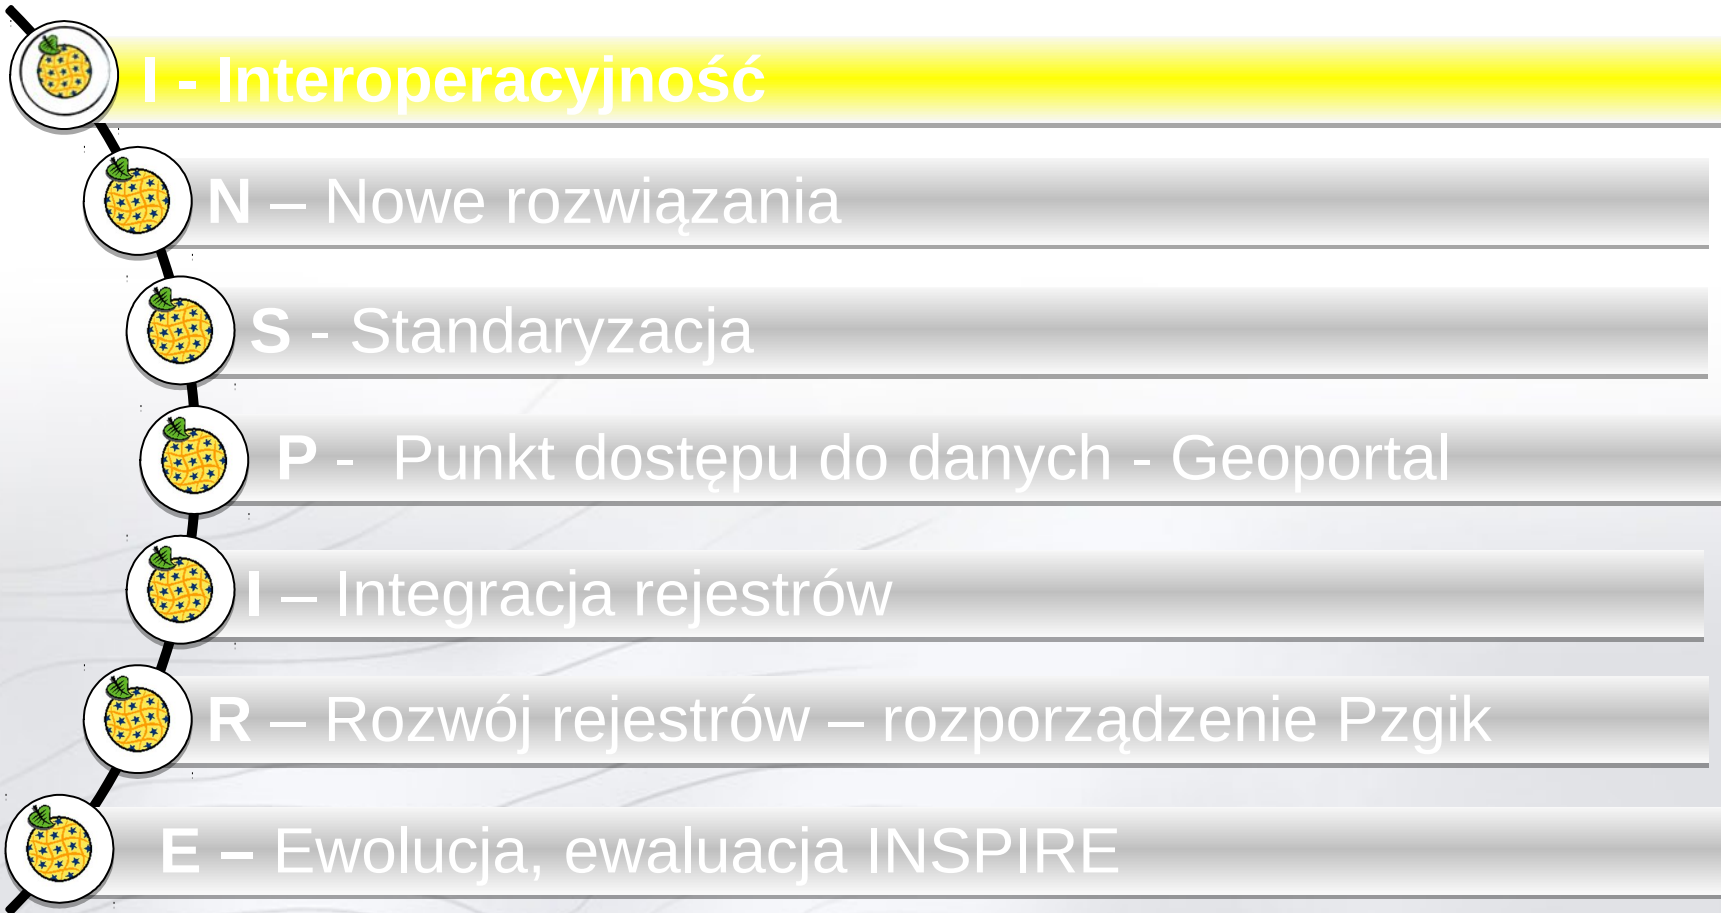 I - Interoperacyjność
N – Nowe rozwiązania
S - Standaryzacja
P - Punkt dostępu do danych - Geoportal
I – Integracja rejestrów
R – Rozwój rejestrów – rozporządzenie Pzgik
E – Ewolucja, ewaluacja INSPIRE